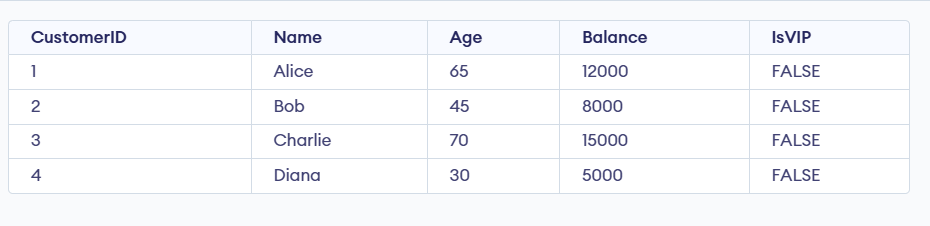 CustomerID Name Age Balance IsVIP
1 Alice 65 12000 FALSE
2 Bob 45 8000 FALSE
3 Charlie 70 15000 FALSE
4 Diana 30 5000 FALSE